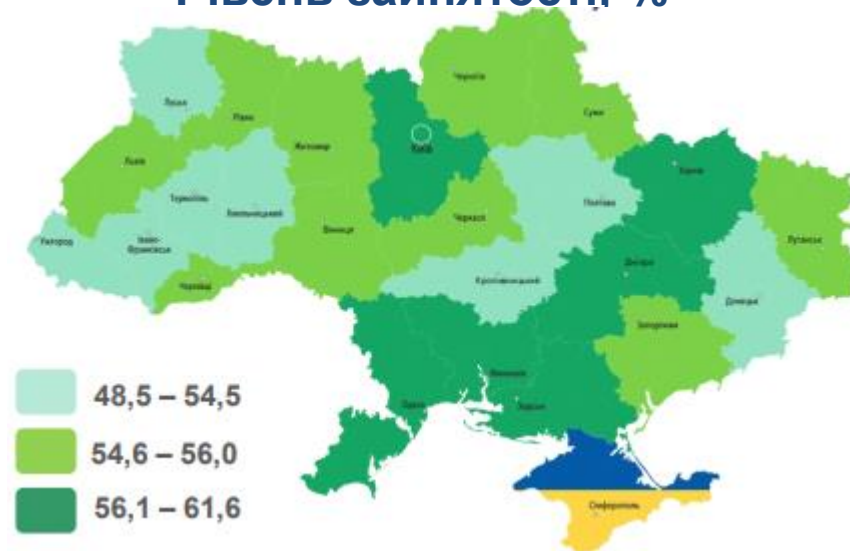 Рівень зайнятості, %
Чернігів
Луцьк
Рівне
Суми
Київ
Житомир
Львів
Харків
Тернопіль
Хмельницький
Полтава
Черкаси
Ужгород
Івано-
Франківськ
Вінниця
Луганськ
Кропивницький
Дніпро
Чернівці
Донецьк
Запоріжжя
Миколаїв
Одеса
Херсон
48,5 – 54,5
54,6 – 56,0
56,1 – 61,6
Сімферополь